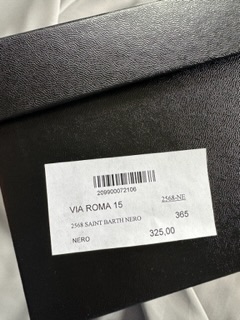 209900072106
VIA ROMA 15 2568-NE
2568 SAINT BARTH NERO 365
NERO 325,00